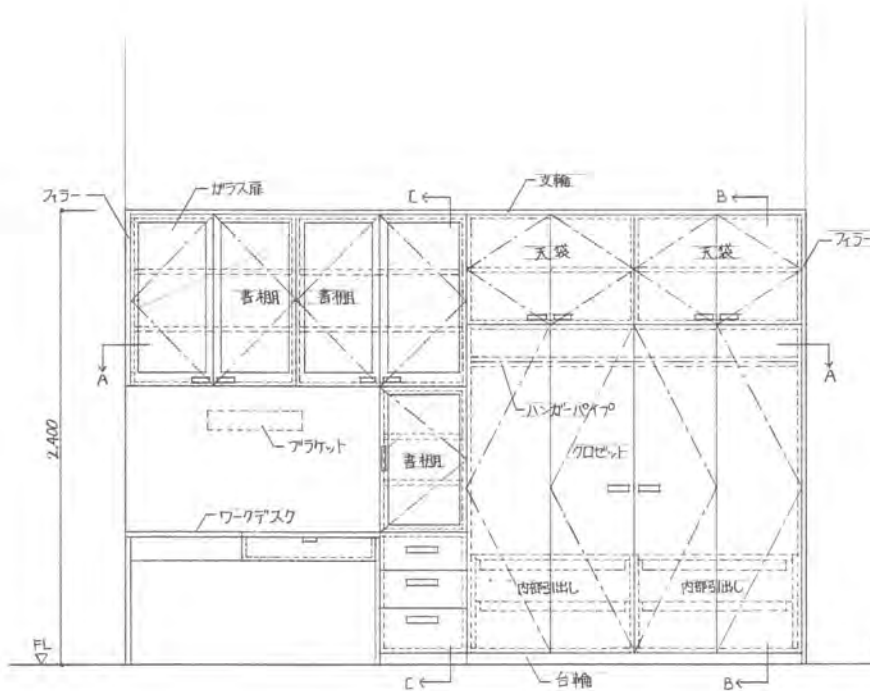 フィラー
ガラス扉
C
支輪
B
フィラー
天袋
天袋
書棚
書棚
A
A
ハンガーパイプ
ブラケット
書棚
クロゼット
2,400
ワークデスク
内部引出し
内部引出し
FL
C
台輪
B